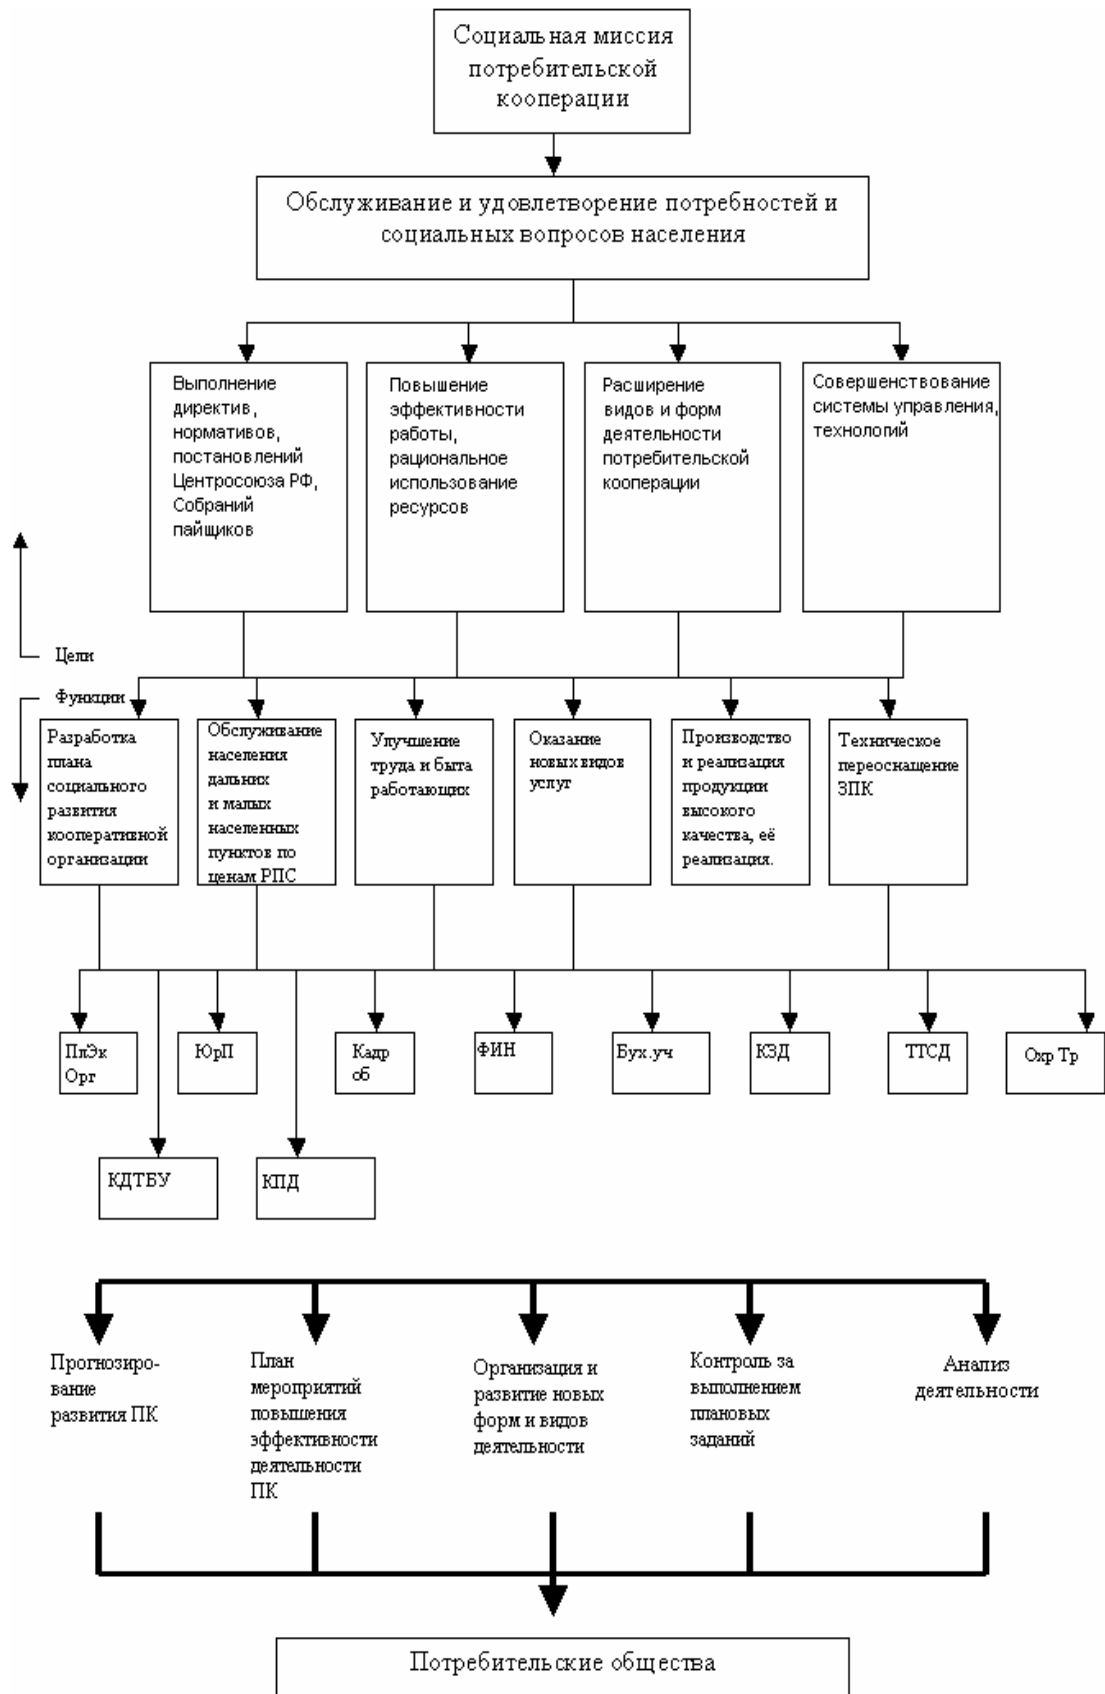 Социальная миссия
потребительской
кооперации
Обслуживание и удовлетворение потребностей и
социальных вопросов населения
Выполнение
директив,
нормативов,
постановлений
Центросоюза РФ,
Собраний
пайщиков
Повышение
эффективности
работы,
рациональное
использование
ресурсов
Расширение
видов и форм
деятельности
потребительской
кооперации
Совершенствование
системы управления,
технологий
Цели
Функции
Разработка
плана
социального
развития
кооперативной
организации
Обслуживание
населения
дальних
и малых
населенных
пунктов по
ценам РПС
Улучшение
труда и быта
работающих
Оказание
новых видов
услуг
Производство
и реализация
продукции
высокого
качества, её
реализация.
Техническое
переоснащение
ЗПК
ПлЭк
Орг
ЮрП
Кадр
об
ФИН
Бух.уч
КЗД
ТТСД
Охр Тр
КДТБУ
КПД
Прогнозиро-
вание
развития ПК
План
мероприятий
повышения
эффективности
деятельности
ПК
Организация и
развитие новых
форм и видов
деятельности
Контроль за
выполнением
плановых
заданий
Анализ
деятельности
Потребительские общества